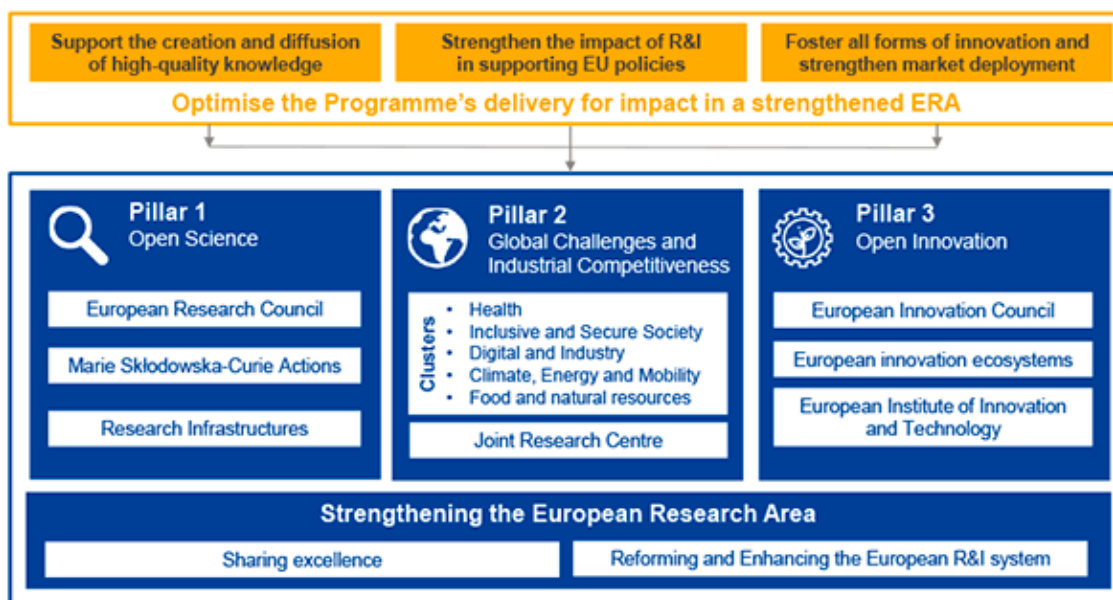 Support the creation and diffusion
of high-quality knowledge
Strengthen the impact of R&I
in supporting EU policies
Foster all forms of innovation and
strengthen market deployment
Optimise the Programme's delivery for impact in a strengthened ERA
Pillar 1
Open Science
European Research Council
Marie Skłodowska-Curie Actions
Research Infrastructures
Pillar 2
Global Challenges and
Industrial Competitiveness
Clusters
• Health
• Inclusive and Secure Society
• Digital and Industry
• Climate, Energy and Mobility
• Food and natural resources
Joint Research Centre
Pillar 3
Open Innovation
European Innovation Council
European innovation ecosystems
European Institute of Innovation
and Technology
Strengthening the European Research Area
Sharing excellence
Reforming and Enhancing the European R&I system